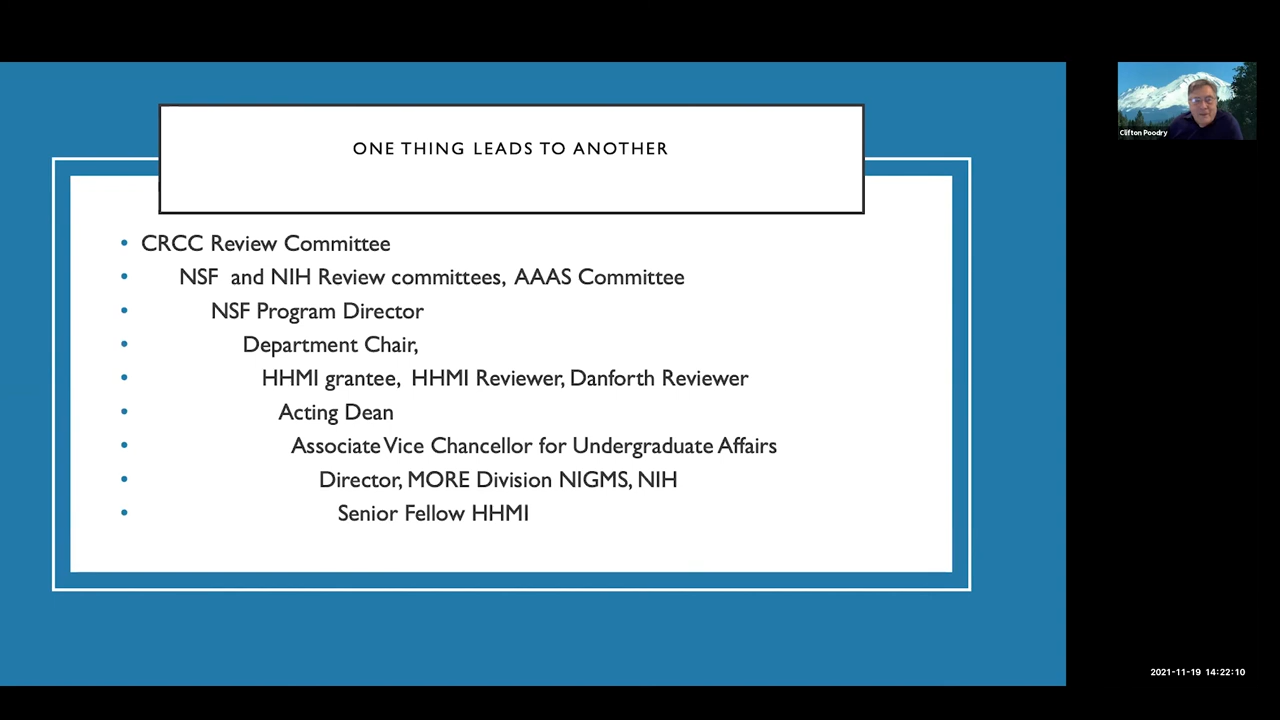 ONE THING LEADS TO ANOTHER
• CRCC Review Committee
• NSF and NIH Review committees, AAAS Committee
• NSF Program Director
• Department Chair,
• HHMI grantee, HHMI Reviewer, Danforth Reviewer
• Acting Dean
• Associate Vice Chancellor for Undergraduate Affairs
• Director, MORE Division NIGMS, NIH
• Senior Fellow HHMI
Clifton Poodry
2021-11-19 14:22:10